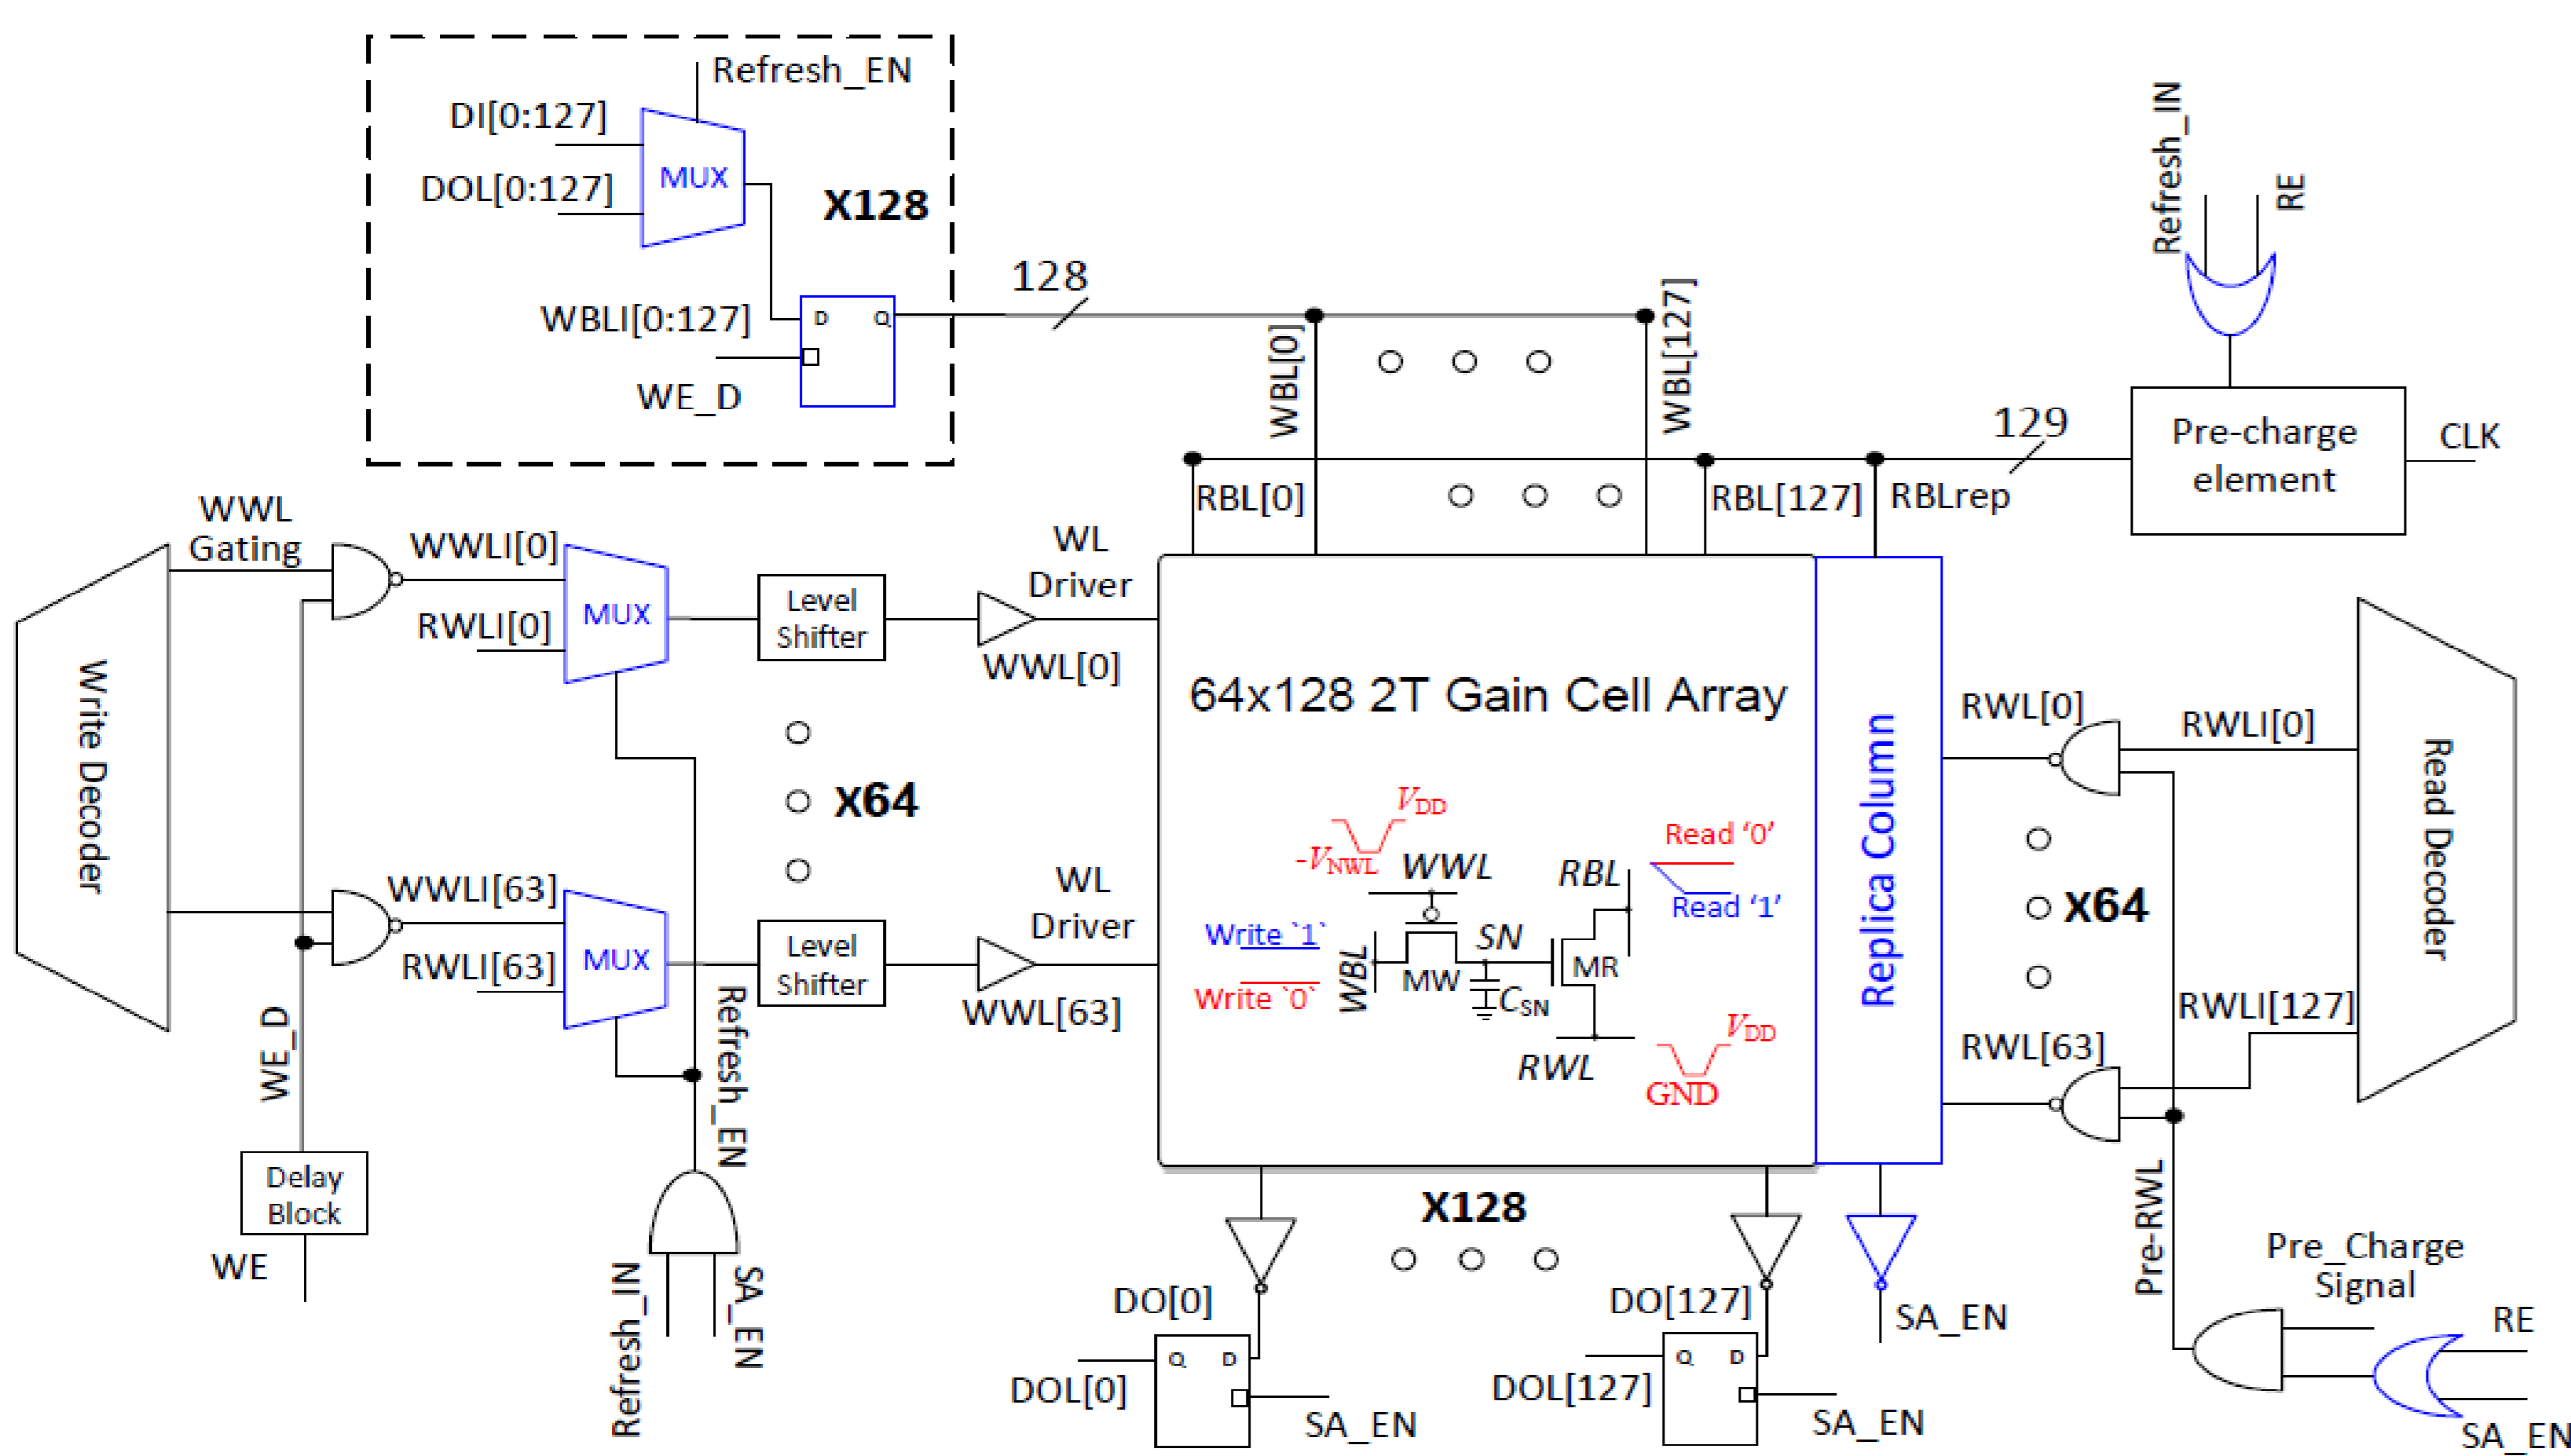 Refresh_EN
DI[0:127]
DOL[0:127]
MUX
X128
WBLI[0:127]
D
Q
WE_D
128
WBL[0]
WBL[127]
Refresh_IN
RE
129
Pre-charge
element
CLK
RBL[0]
RBL[127]
RBLrep
WWL
Gating
WWLI[0]
RWLI[0]
MUX
Level
Shifter
WL
Driver
WWL[0]
Write Decoder
X64
WWLI[63]
RWLI[63]
MUX
Level
Shifter
WL
Driver
WWL[63]
WE_D
Refresh_EN
Delay
Block
WE
Refresh_IN
SA_EN
64x128 2T Gain Cell Array
VDD
-VNWL
WWL
RBL
Read ‘0’
Read ‘1’
Write `1`
Write `0`
WBL
MW
SN
CSN
MR
RWL
VDD
GND
Replica Column
RWL[0]
RWLI[0]
X64
RWLI[127]
RWL[63]
Read Decoder
Pre-RWL
Pre_Charge
Signal
RE
SA_EN
X128
DO[0]
Q
D
DOL[0]
SA_EN
DO[127]
Q
D
DOL[127]
SA_EN
SA_EN